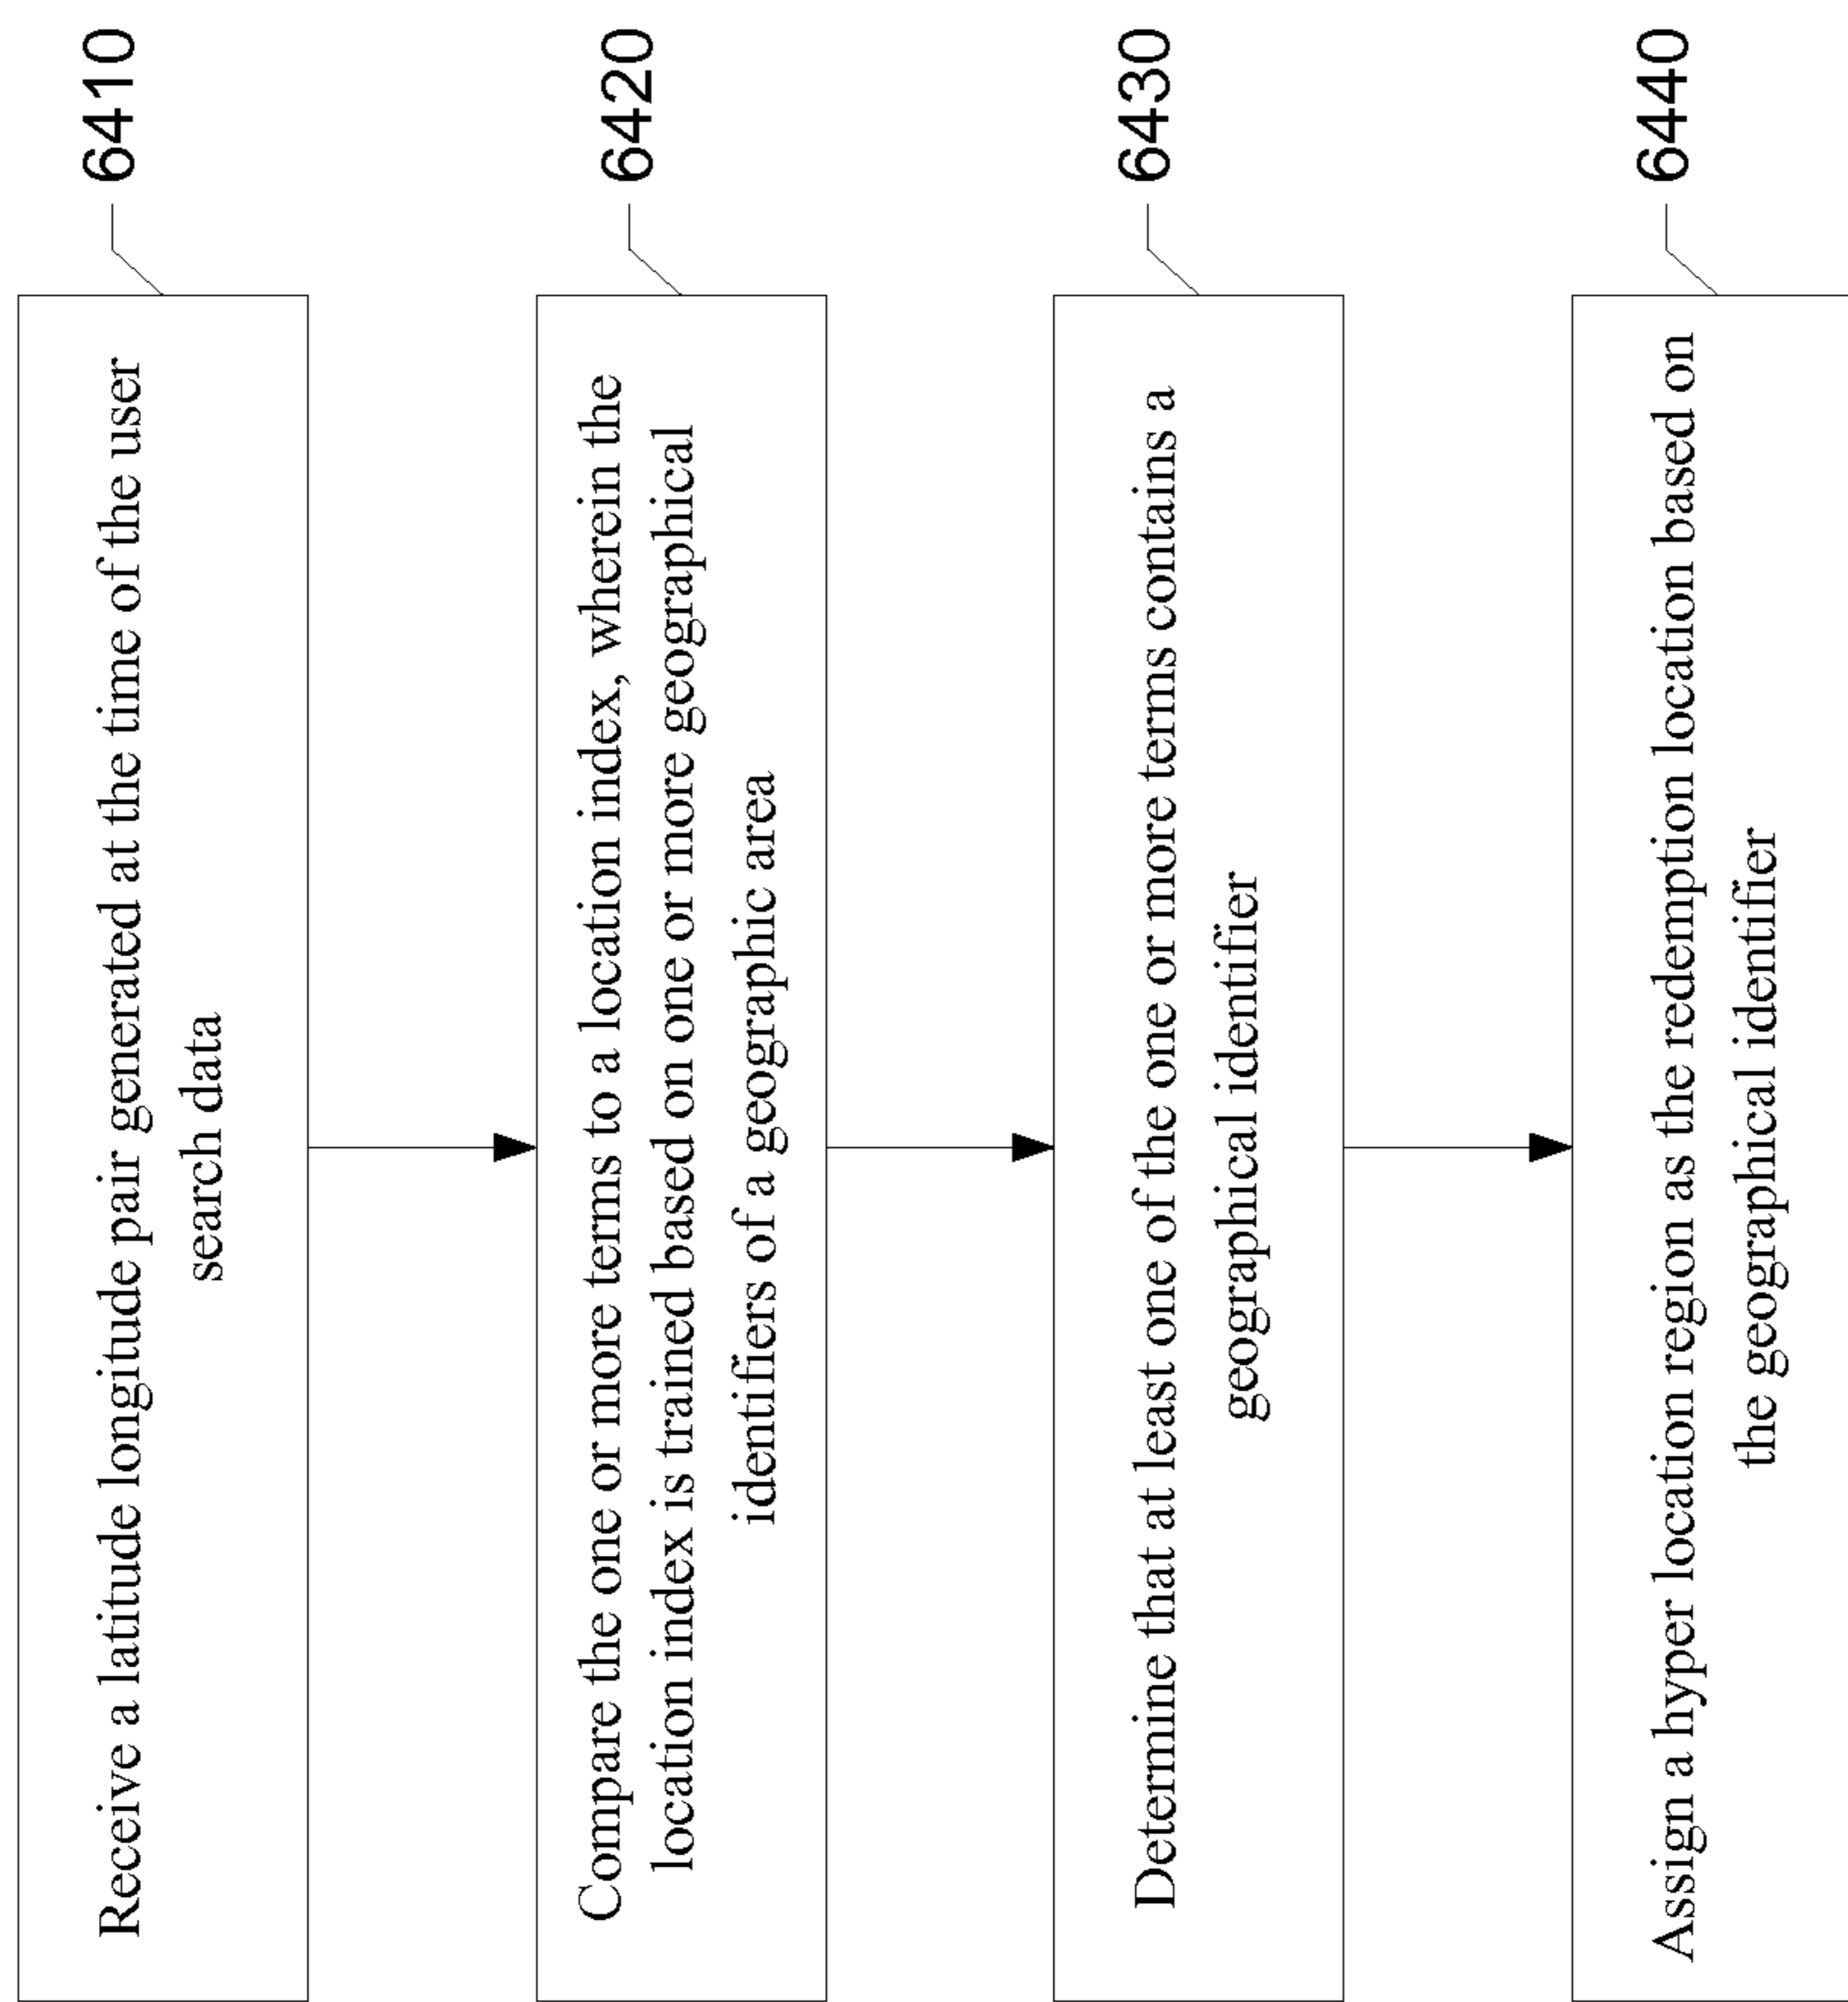 Receive a latitude longitude pair generated at the time of the user
search data
6410
Compare the one or more terms to a location index, wherein the
location index is trained based on one or more geographical
identifiers of a geographic area
6420
Determine that at least one of the one or more terms contains a
geographical identifier
6430
Assign a hyper location region as the redemption location based on
the geographical identifier
6440